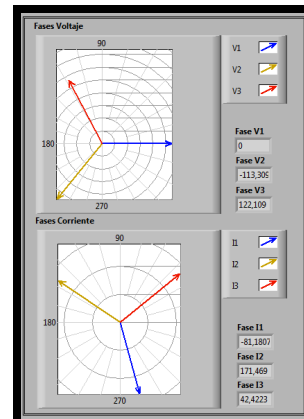 Fases Voltaje
90
180
270
V1
V2
V3
Fase V1
0
Fase V2
-113,309
Fase V3
122,109
Fases Corriente
90
180
270
I1
I2
I3
Fase I1
-81,1807
Fase I2
171,469
Fase I3
42,4223